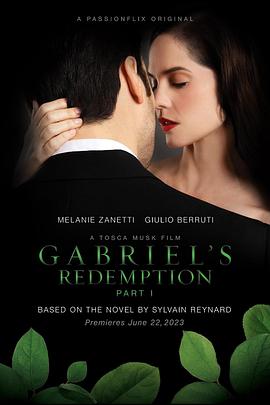 A PASSIONFLIX ORIGINAL
MELANIE ZANETTI GIULIO BERRUTI
A TOSCA MUSK FILM
GABRIEL'S
REDEMPTION
PART I
BASED ON THE NOVEL BY SYLVAIN REYNARD
Premieres June 22, 2023